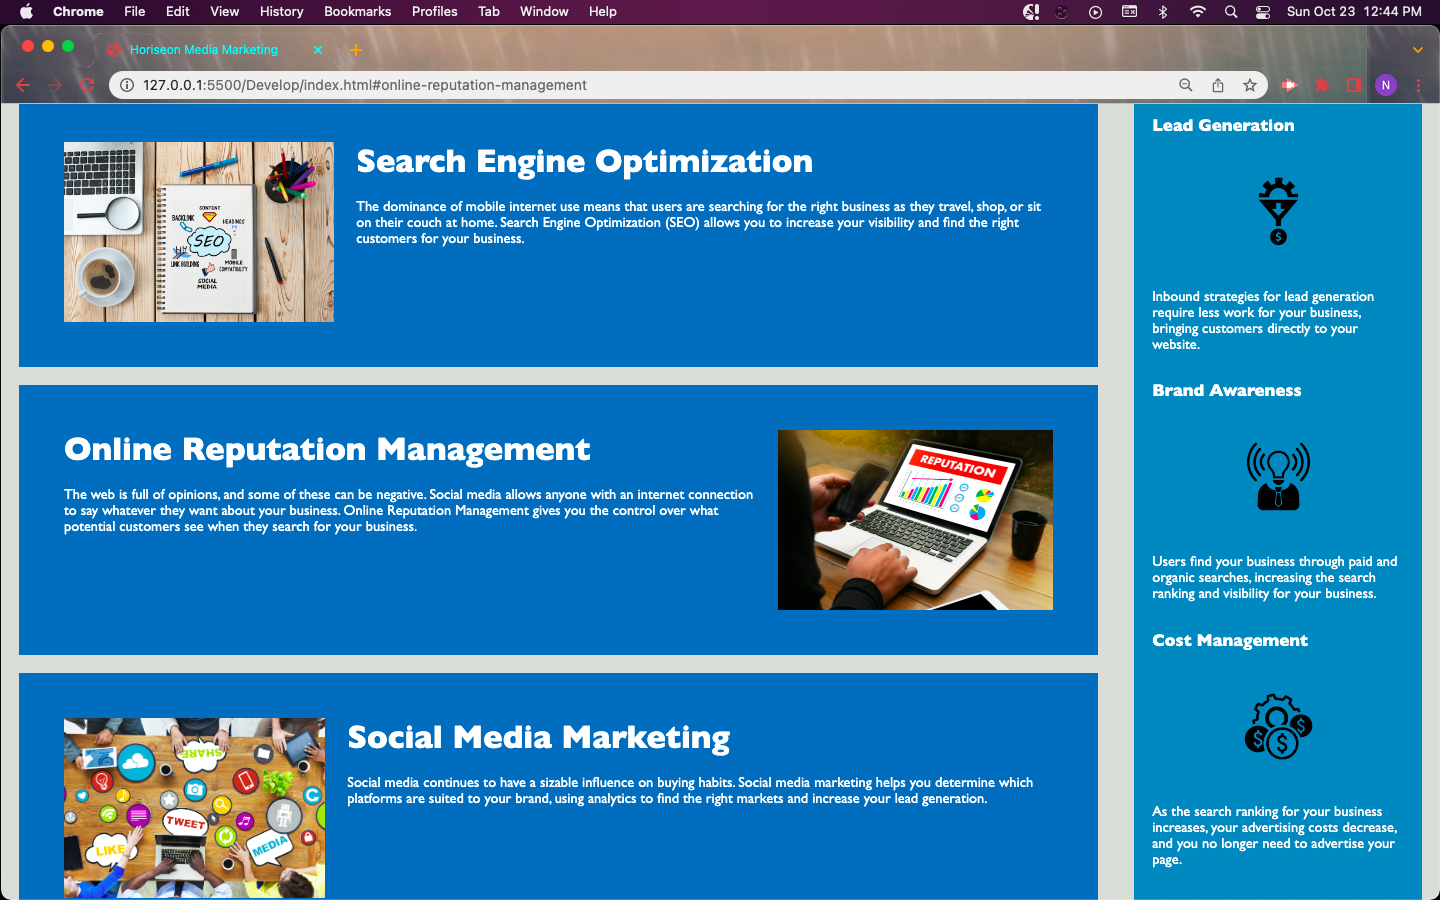 Chrome File Edit View History Bookmarks Profiles Tab Window Help Sun Oct 23 12:44 PM
Horiseon Media Marketing
127.0.0.1:5500/Develop/index.html#online-reputation-management
N
Search Engine Optimization
The dominance of mobile internet use means that users are searching for the right business as they travel, shop, or sit
on their couch at home. Search Engine Optimization (SEO) allows you to increase your visibility and find the right
customers for your business.
CONTENT
BACKLINK
HEADINGS
SEO
LINK BUILDING
MOBILE
COMPATIBILITY
SOCIAL
MEDIA
Online Reputation Management
The web is full of opinions, and some of these can be negative. Social media allows anyone with an internet connection
to say whatever they want about your business. Online Reputation Management gives you the control over what
potential customers see when they search for your business.
REPUTATION
Social Media Marketing
Social media continues to have a sizable influence on buying habits. Social media marketing helps you determine which
platforms are suited to your brand, using analytics to find the right markets and increase your lead generation.
SHARE
TWEET
LIKE
MEDIA
Lead Generation
$
Inbound strategies for lead generation
require less work for your business,
bringing customers directly to your
website.
Brand Awareness
Users find your business through paid and
organic searches, increasing the search
ranking and visibility for your business.
Cost Management
$
$ $
As the search ranking for your business
increases, your advertising costs decrease,
and you no longer need to advertise your
page.